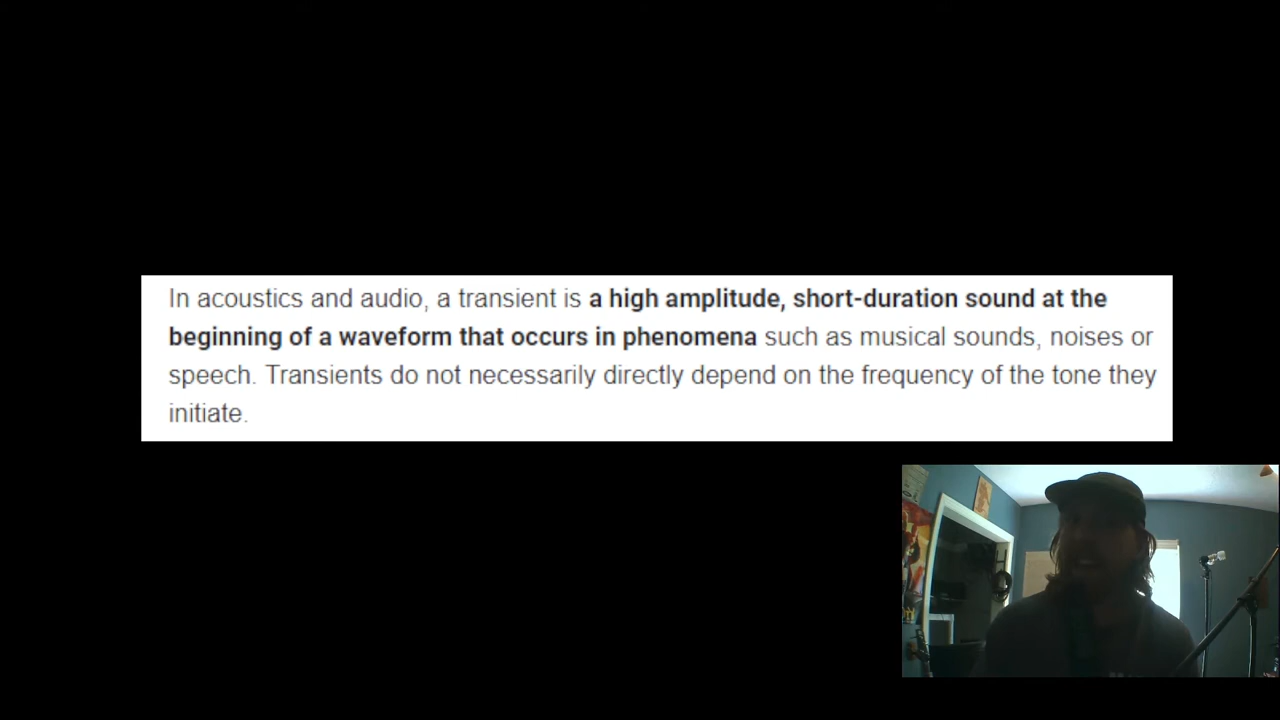 In acoustics and audio, a transient is a high amplitude, short-duration sound at the
beginning of a waveform that occurs in phenomena such as musical sounds, noises or
speech. Transients do not necessarily directly depend on the frequency of the tone they
initiate.